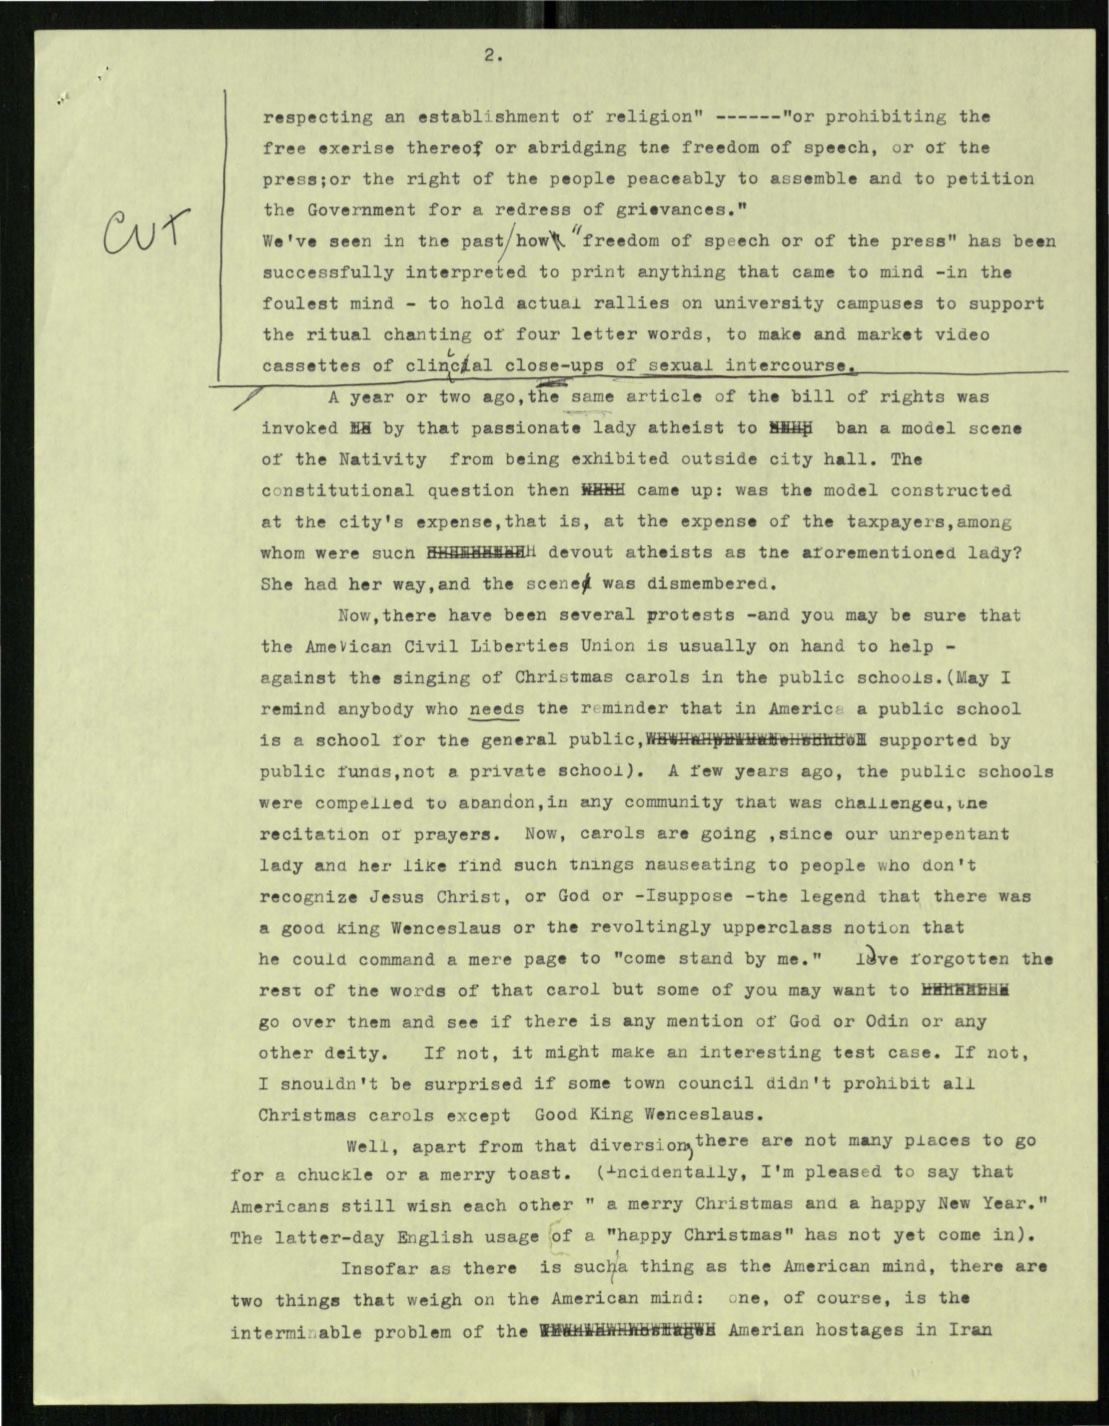 2.
respecting an establishment of religion" ------"or prohibiting the
free exerise thereof or abridging the freedom of speech, or of the
press;or the right of the people peaceably to assemble and to petition
the Government for a redress of grievances."
CUT
We've seen in the past/how "freedom of speech or of the press" has been
successfully interpreted to print anything that came to mind -in the
foulest mind - to hold actual rallies on university campuses to support
the ritual chanting of four letter words, to make and market video
cassettes of clinical close-ups of sexual intercourse.
A year or two ago,the same article of the bill of rights was
invoked by that passionate lady atheist to ban a model scene
of the Nativity from being exhibited outside city hall. The
constitutional question then came up: was the model constructed
at the city's expense,that is, at the expense of the taxpayers,among
whom were such devout atheists as the aforementioned lady?
She had her way,and the scene was dismembered.
Now,there have been several protests -and you may be sure that
the American Civil Liberties Union is usually on hand to help -
against the singing of Christmas carols in the public schools.(May I
remind anybody who needs the reminder that in America a public school
is a school for the general public, supported by
public funds,not a private school). A few years ago, the public schools
were compelled to abandon,in any community that was challenged,the
recitation of prayers. Now, carols are going ,since our unrepentant
lady and her like find such things nauseating to people who don't
recognize Jesus Christ, or God or -Isuppose -the legend that there was
a good King Wenceslaus or the revoltingly upperclass notion that
he could command a mere page to "come stand by me." I've forgotten the
rest of the words of that carol but some of you may want to
go over them and see if there is any mention of God or Odin or any
other deity. If not, it might make an interesting test case. If not,
I shouldn't be surprised if some town council didn't prohibit all
Christmas carols except Good King Wenceslaus.
Well, apart from that diversion, there are not many places to go
for a chuckle or a merry toast. (Incidentally, I'm pleased to say that
Americans still wish each other " a merry Christmas and a happy New Year."
The latter-day English usage of a "happy Christmas" has not yet come in).
Insofar as there is such a thing as the American mind, there are
two things that weigh on the American mind: one, of course, is the
interminable problem of the Amerian hostages in Iran